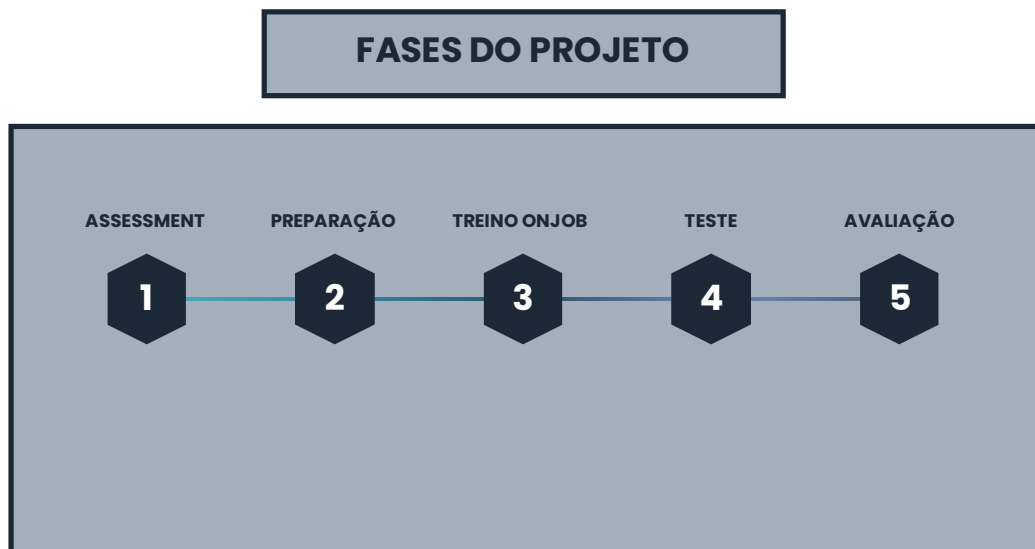 FASES DO PROJETO
ASSESSMENT PREPARAÇÃO TREINO ONJOB TESTE AVALIAÇÃO
1 2 3 4 5